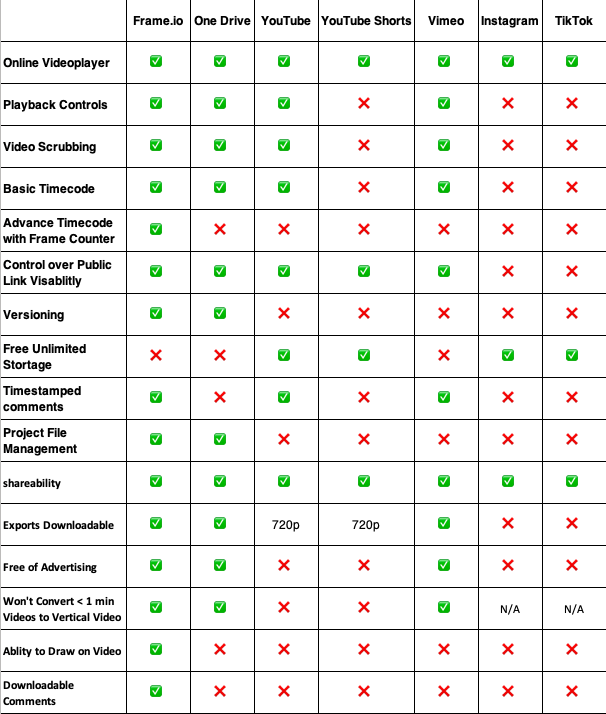 Frame.io One Drive YouTube YouTube Shorts Vimeo Instagram TikTok
Online Videoplayer ✅ ✅ ✅ ✅ ✅ ✅ ✅
Playback Controls ✅ ✅ ✅ ❌ ✅ ❌ ❌
Video Scrubbing ✅ ✅ ✅ ❌ ✅ ❌ ❌
Basic Timecode ✅ ✅ ✅ ❌ ✅ ❌ ❌
Advance Timecode
with Frame Counter ✅ ❌ ❌ ❌ ❌ ❌ ❌
Control over Public
Link Visablitly ✅ ✅ ✅ ✅ ✅ ❌ ❌
Versioning ✅ ✅ ❌ ❌ ❌ ❌ ❌
Free Unlimited
Stortage ❌ ❌ ✅ ✅ ❌ ✅ ✅
Timestamped
comments ✅ ❌ ✅ ❌ ✅ ❌ ❌
Project File
Management ✅ ✅ ❌ ❌ ❌ ❌ ❌
shareability ✅ ✅ ✅ ✅ ✅ ✅ ✅
Exports Downloadable ✅ ✅ 720p 720p ✅ ❌ ❌
Free of Advertising ✅ ✅ ❌ ❌ ✅ ❌ ❌
Won't Convert < 1 min
Videos to Vertical Video ✅ ✅ ❌ ❌ ✅ N/A N/A
Ablity to Draw on Video ✅ ❌ ❌ ❌ ❌ ❌ ❌
Downloadable
Comments ✅ ❌ ❌ ❌ ❌ ❌ ❌